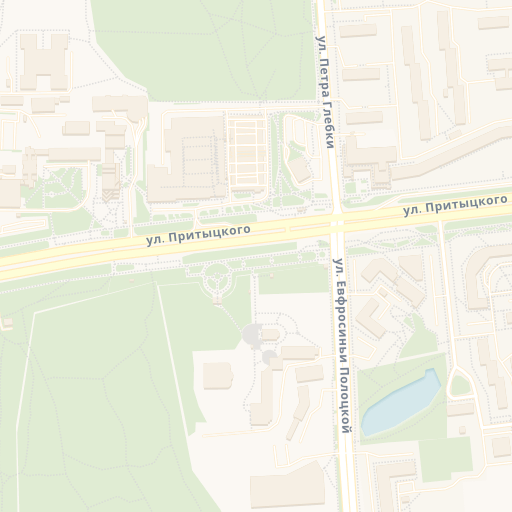 ул. Петра Глебки
ул. Притыцкого
ул. Притыцкого
ул. Евфросиньи Полоцкой